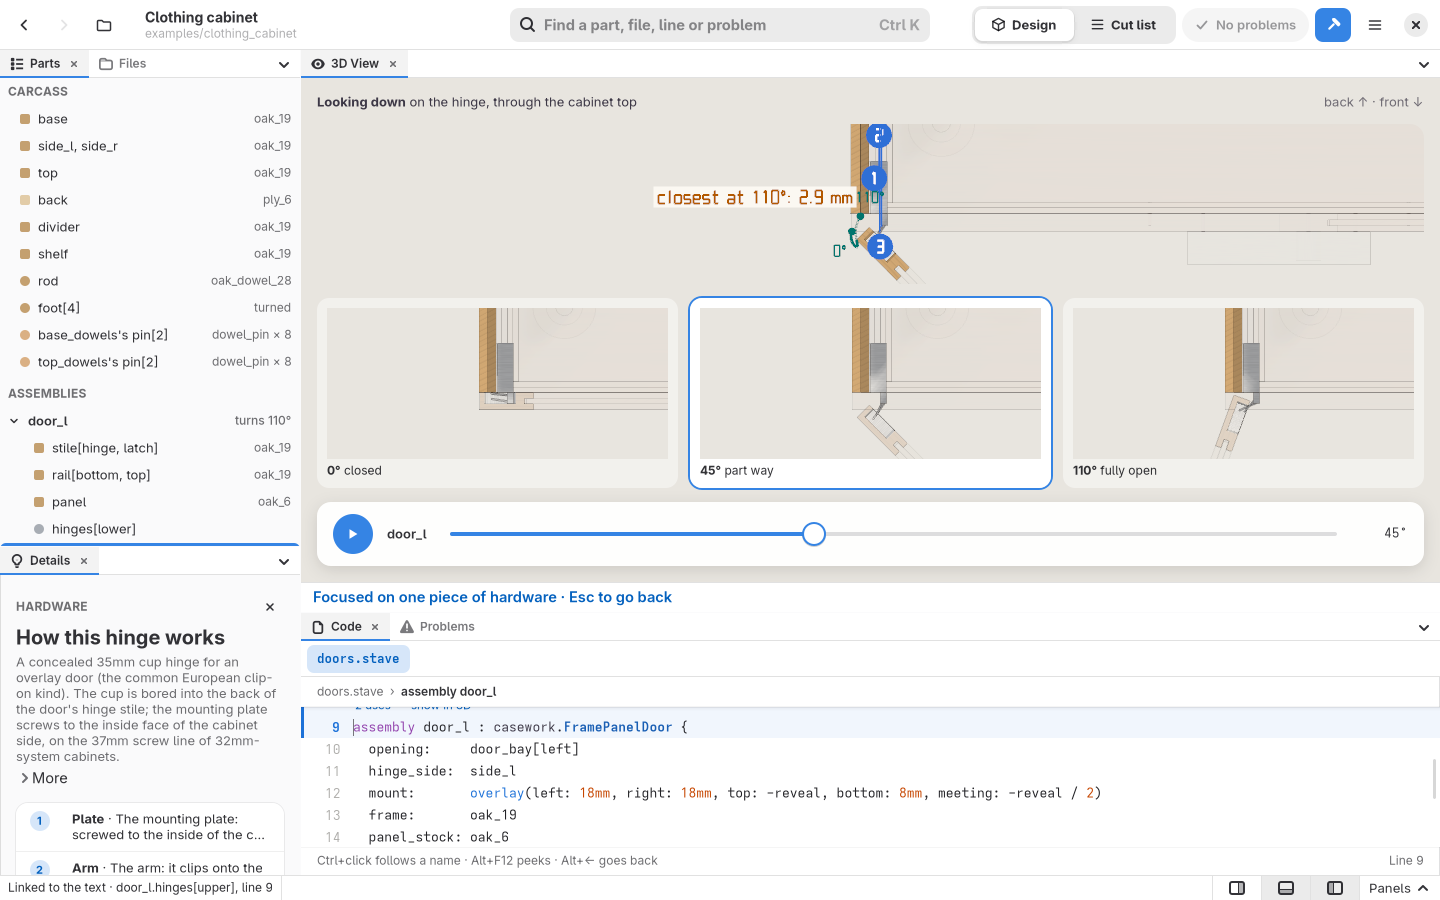 Clothing cabinet
examples/clothing_cabinet
Find a part, file, line or problem
Ctrl K
Design
Cut list
No problems
Parts ×
Files
3D View ×
CARCASS
base oak_19
side_l, side_r oak_19
top oak_19
back ply_6
divider oak_19
shelf oak_19
rod oak_dowel_28
foot[4] turned
base_dowels's pin[2] dowel_pin × 8
top_dowels's pin[2] dowel_pin × 8
ASSEMBLIES
door_l turns 110°
stile[hinge, latch] oak_19
rail[bottom, top] oak_19
panel oak_6
hinges[lower]
Looking down on the hinge, through the cabinet top
back ↑ · front ↓
2
1
closest at 110°: 2.9 mm
110°
3
0°
0° closed
45° part way
110° fully open
door_l
45°
Details ×
HARDWARE
How this hinge works
A concealed 35mm cup hinge for an
overlay door (the common European clip-
on kind). The cup is bored into the back of
the door's hinge stile; the mounting plate
screws to the inside face of the cabinet
side, on the 37mm screw line of 32mm-
system cabinets.
More
1 Plate · The mounting plate:
screwed to the inside of the c...
2 Arm · The arm: it clips onto the
Focused on one piece of hardware · Esc to go back
Code ×
Problems
doors.stave
doors.stave › assembly door_l
9 assembly door_l : casework.FramePanelDoor {
10 opening: door_bay[left]
11 hinge_side: side_l
12 mount: overlay(left: 18mm, right: 18mm, top: -reveal, bottom: 8mm, meeting: -reveal / 2)
13 frame: oak_19
14 panel_stock: oak_6
Ctrl+click follows a name · Alt+F12 peeks · Alt+← goes back
Line 9
Linked to the text · door_l.hinges[upper], line 9
Panels